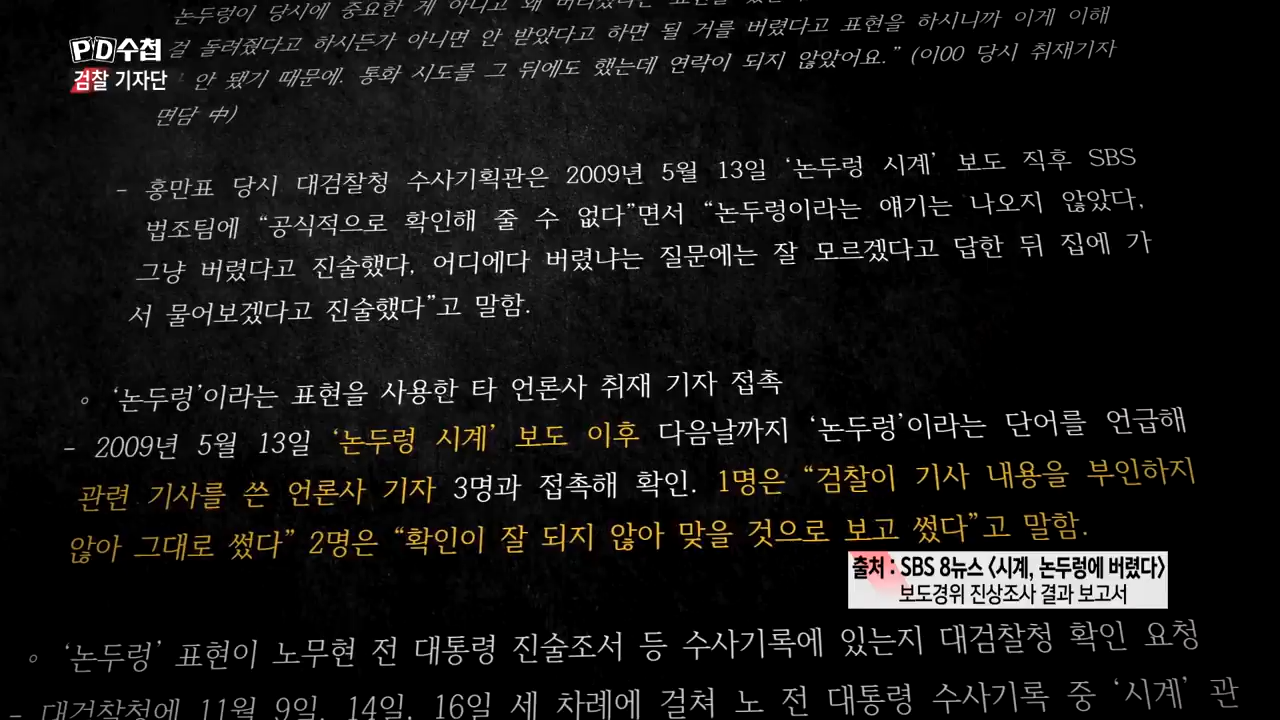 논두렁이 당시에 중요한 게 아니고 왜
PD수첩
검찰 기자단
걸 돌러줬다고 하시든가 아니면 안 받았다고 하면 될 거를 버렸다고 표현을 하시니까 이게 이해
안 됐기 때문에. 통화 시도를 그 뒤에도 했는데 연락이 되지 않았어요.” (이00 당시 취재기자
면담 中)
- 홍만표 당시 대검찰청 수사기획관은 2009년 5월 13일 ‘논두렁 시계’ 보도 직후 SBS
법조팀에 “공식적으로 확인해 줄 수 없다”면서 “논두렁이라는 얘기는 나오지 않았다,
그냥 버렸다고 진술했다, 어디에다 버렸냐는 질문에는 잘 모르겠다고 답한 뒤 집에 가
서 물어보겠다고 진술했다”고 말함.
◦ ‘논두렁’이라는 표현을 사용한 타 언론사 취재 기자 접촉
- 2009년 5월 13일 ‘논두렁 시계’ 보도 이후 다음날까지 ‘논두렁’이라는 단어를 언급해
관련 기사를 쓴 언론사 기자 3명과 접촉해 확인. 1명은 “검찰이 기사 내용을 부인하지
않아 그대로 썼다” 2명은 “확인이 잘 되지 않아 맞을 것으로 보고 썼다”고 말함.
출처 : SBS 8뉴스 <시계, 논두렁에 버렸다>
보도경위 진상조사 결과 보고서
◦ ‘논두렁’ 표현이 노무현 전 대통령 진술조서 등 수사기록에 있는지 대검찰청 확인 요청
- 대검찰청에 11월 9일, 14일, 16일 세 차례에 걸쳐 노 전 대통령 수사기록 중 ‘시계’ 관